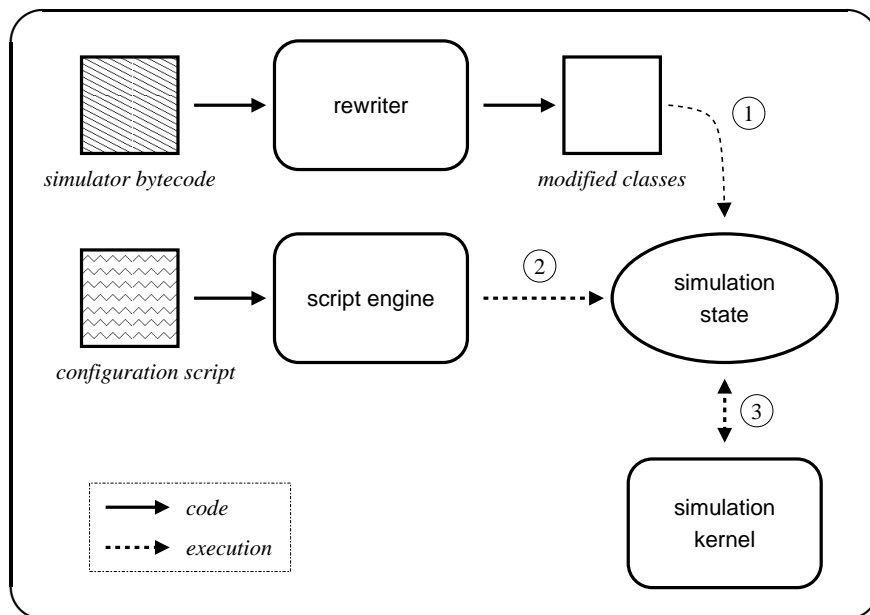 rewriter
1
simulator bytecode
modified classes
script engine
2
simulation
state
configuration script
3
code
execution
simulation
kernel